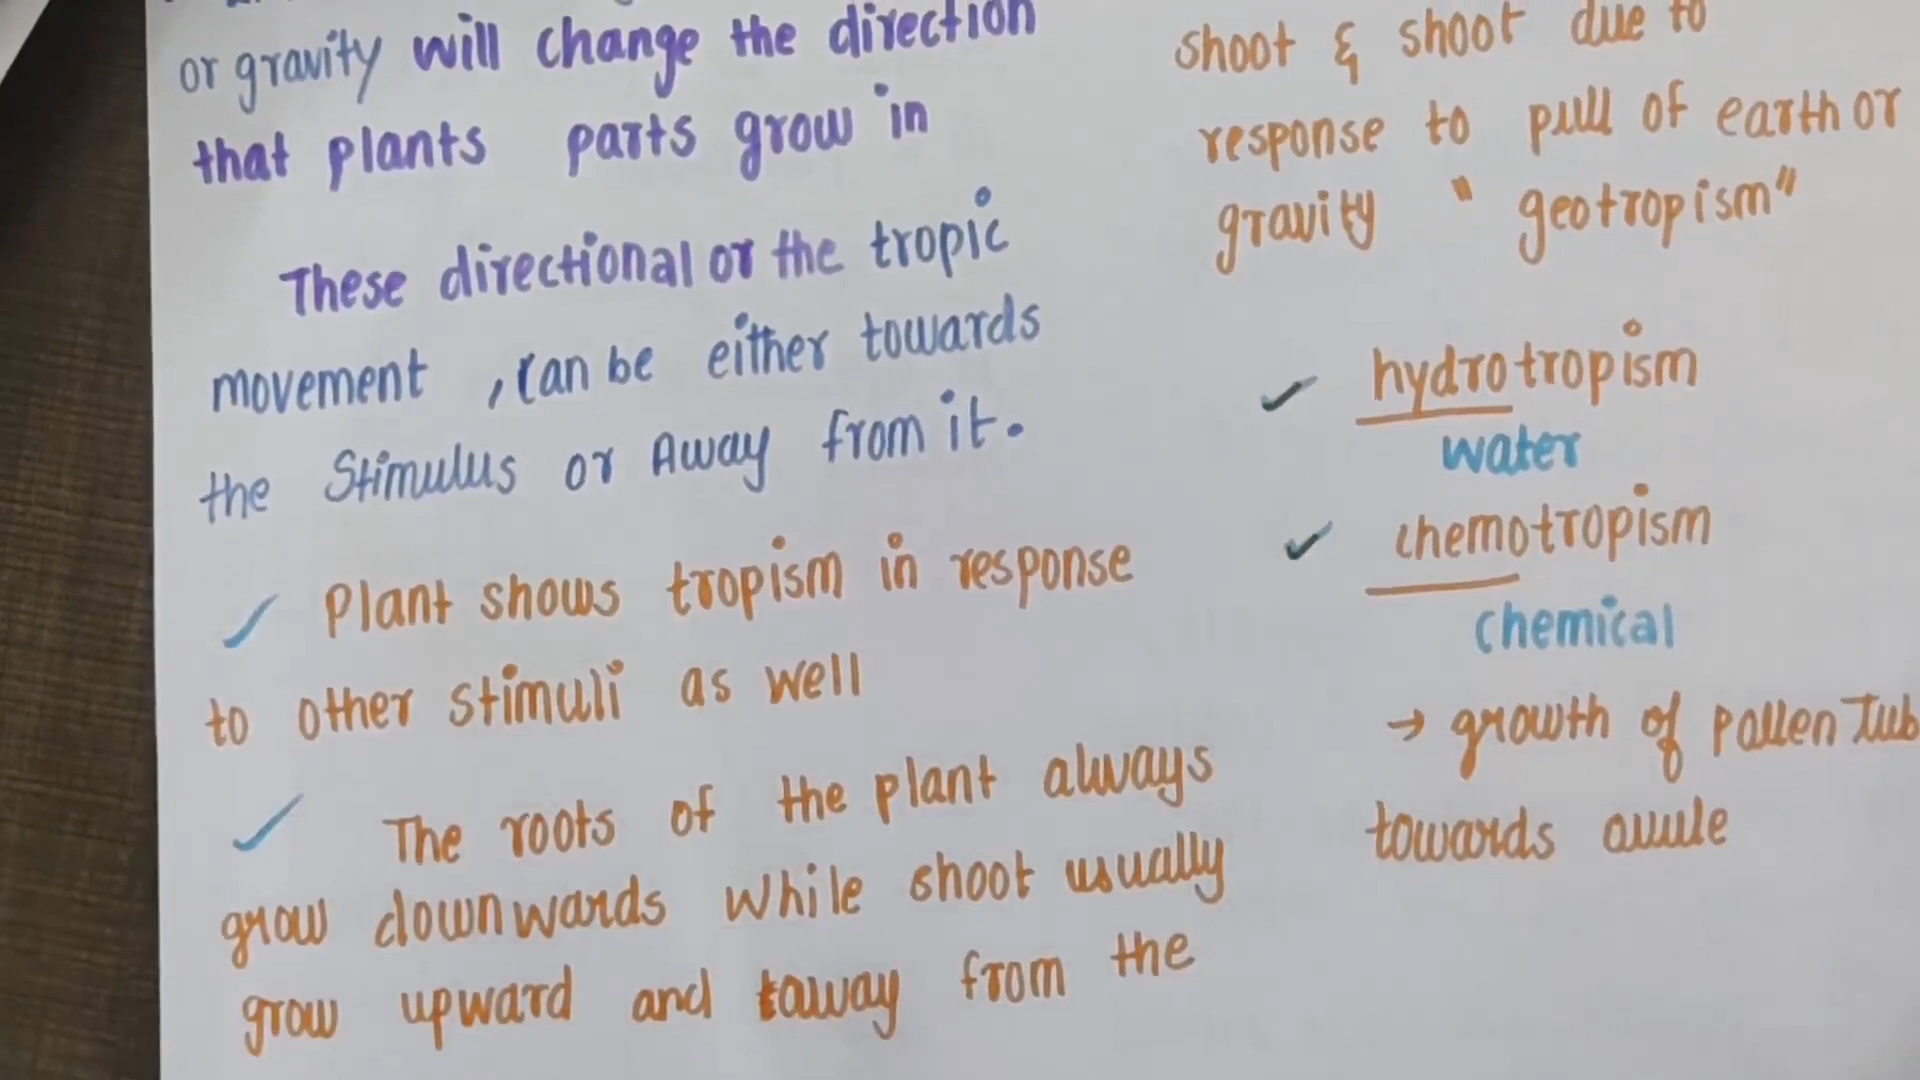 or gravity will change the direction
that plants parts grow in
These directional or the tropic
movement , can be either towards
the Stimulus or Away from it.
Plant shows tropism in response
to other stimuli as well
The roots of the plant always
grow downwards while shoot usually
grow upward and taway from the
shoot & shoot due to
response to pull of earth or
gravity " geotropism"
hydrotropism
water
chemotropism
chemical
→ growth of pollen Tub
towards ovule